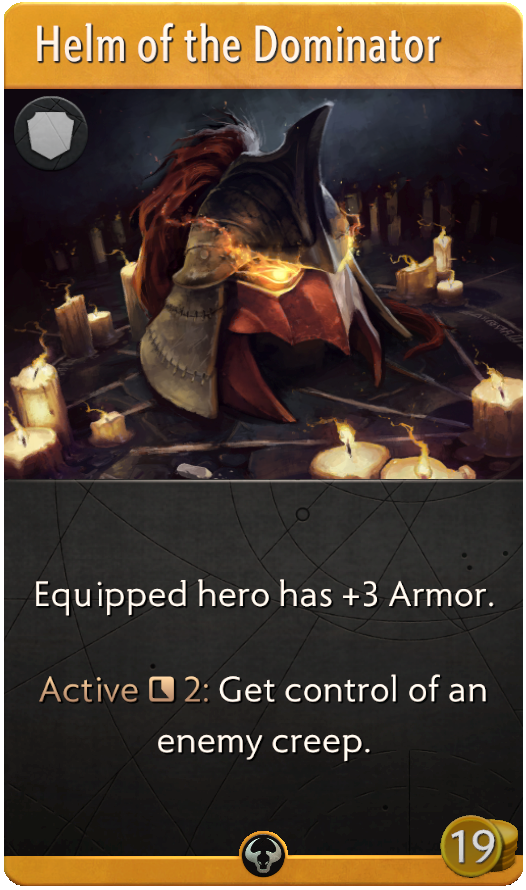 Helm of the Dominator
Equipped hero has +3 Armor.
Active 2: Get control of an
enemy creep.
19